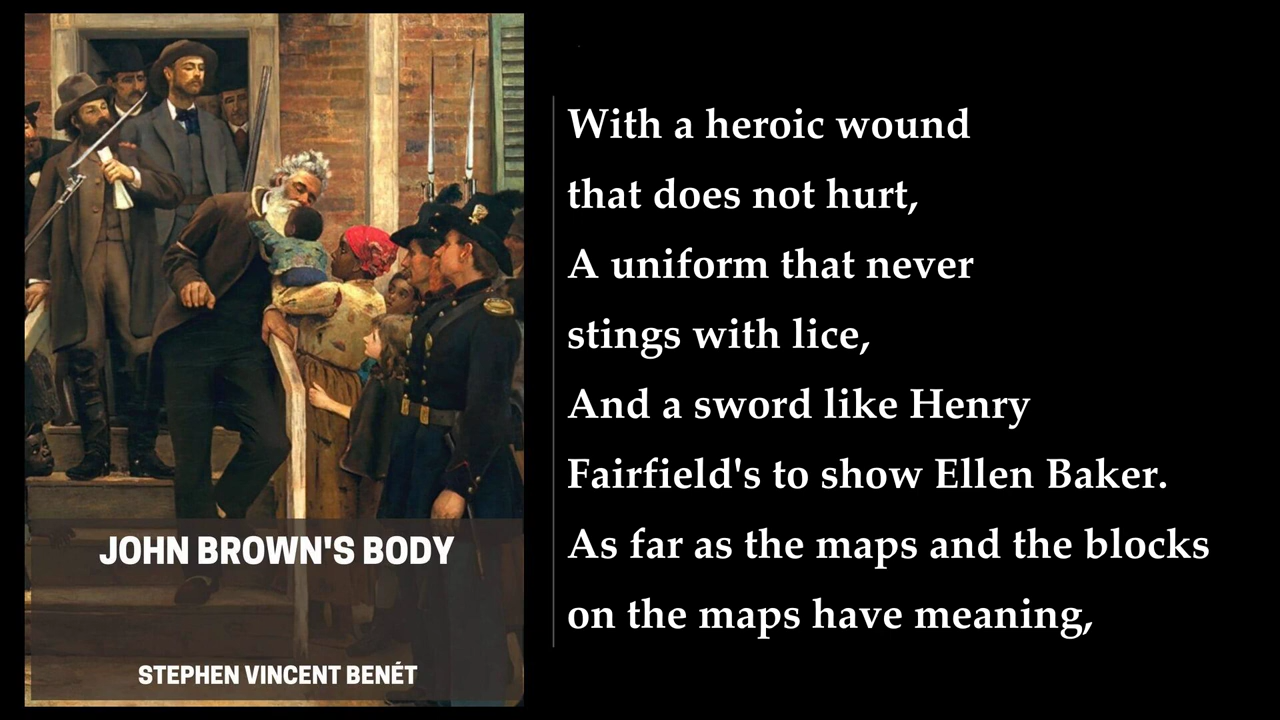 JOHN BROWN'S BODY
STEPHEN VINCENT BENÉT
With a heroic wound
that does not hurt,
A uniform that never
stings with lice,
And a sword like Henry
Fairfield's to show Ellen Baker.
As far as the maps and the blocks
on the maps have meaning,